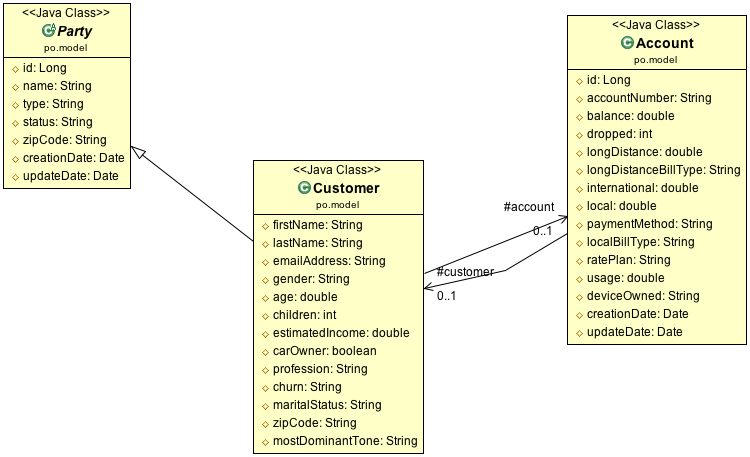 <<Java Class>>
Party
po.model
id: Long
name: String
type: String
status: String
zipCode: String
creationDate: Date
updateDate: Date
<<Java Class>>
Customer
po.model
firstName: String
lastName: String
emailAddress: String
gender: String
age: double
children: int
estimatedIncome: double
carOwner: boolean
profession: String
churn: String
maritalStatus: String
zipCode: String
mostDominantTone: String
#account
0..1
#customer
0..1
<<Java Class>>
Account
po.model
id: Long
accountNumber: String
balance: double
dropped: int
longDistance: double
longDistanceBillType: String
international: double
local: double
paymentMethod: String
localBillType: String
ratePlan: String
usage: double
deviceOwned: String
creationDate: Date
updateDate: Date